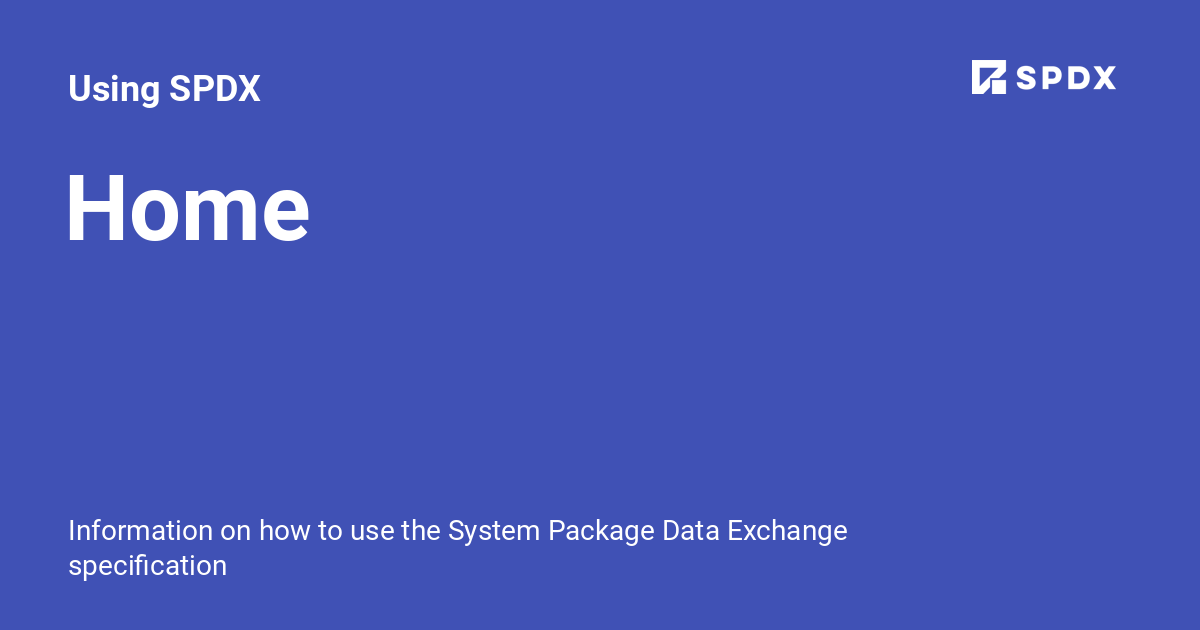 Using SPDX
SPDX
Home
Information on how to use the System Package Data Exchange
specification